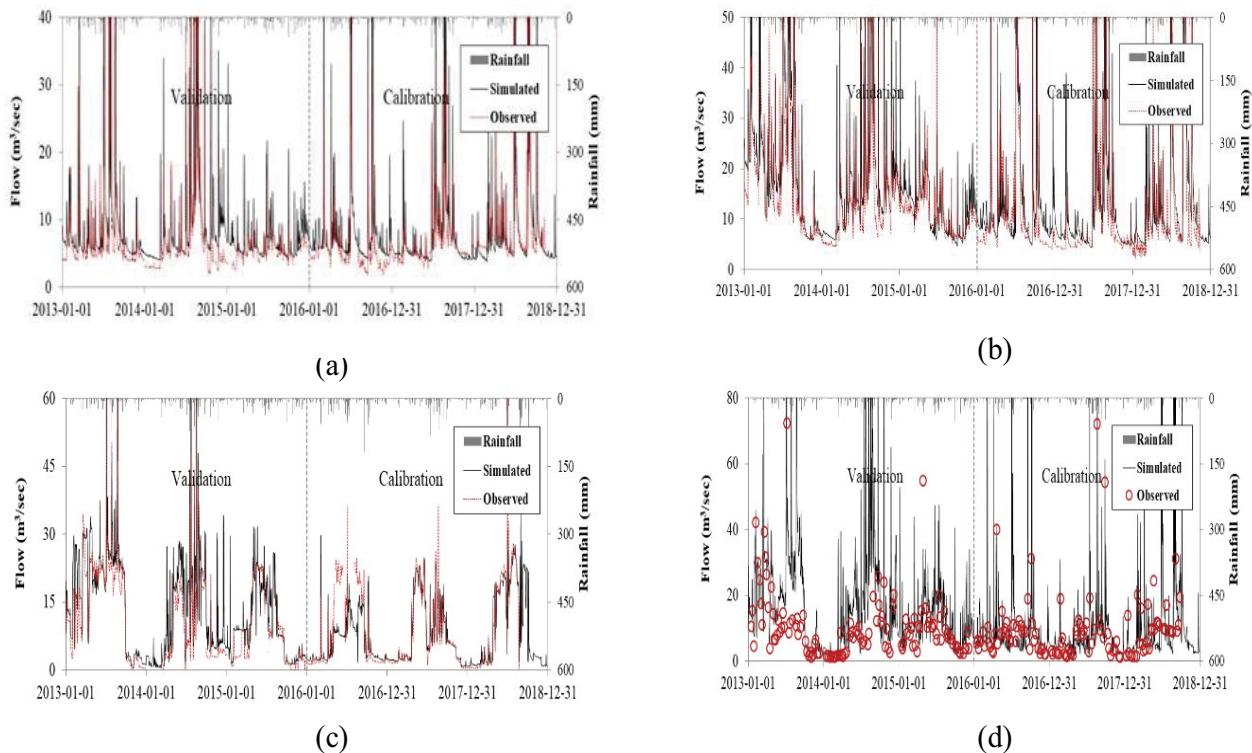 40
30
20
10
0
Flow (m³/sec)
Validation
Calibration
Rainfall
Simulated
Observed
0
150
300
450
600
Rainfall (mm)
2013-01-01 2014-01-01 2015-01-01 2016-01-01 2016-12-31 2017-12-31 2018-12-31
(a)
50
40
30
20
10
0
Flow (m³/sec)
Validation
Calibration
Rainfall
Simulated
Observed
0
150
300
450
600
Rainfall (mm)
2013-01-01 2014-01-01 2015-01-01 2016-01-01 2016-12-31 2017-12-31 2018-12-31
(b)
60
45
30
15
0
Flow (m³/sec)
Validation
Calibration
Rainfall
Simulated
Observed
0
150
300
450
600
Rainfall (mm)
2013-01-01 2014-01-01 2015-01-01 2016-01-01 2016-12-31 2017-12-31 2018-12-31
(c)
80
60
40
20
0
Flow (m³/sec)
Validation
Calibration
Rainfall
Simulated
Observed
0
150
300
450
600
Rainfall (mm)
2013-01-01 2014-01-01 2015-01-01 2016-01-01 2016-12-31 2017-12-31 2018-12-31
(d)